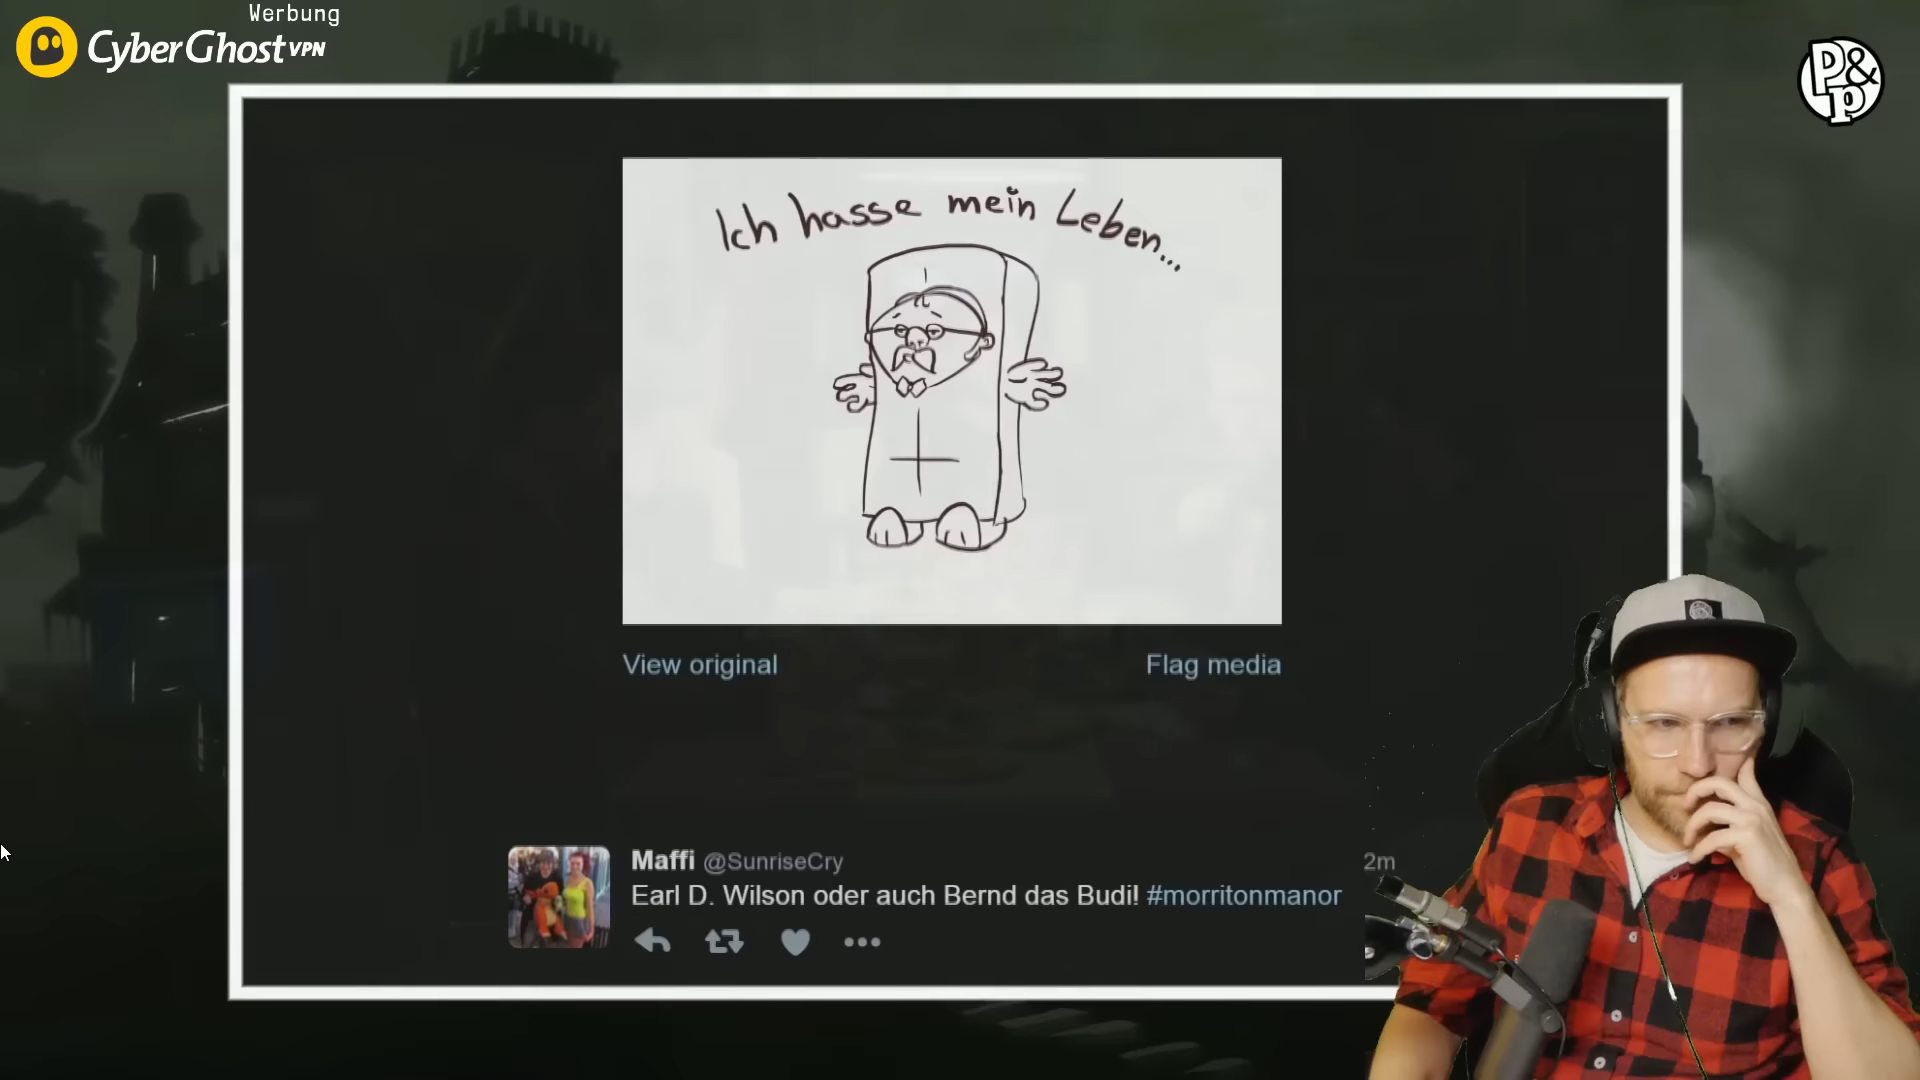 Werbung
CyberGhost VPN
P&P
Ich hasse mein Leben...
View original
Flag media
Maffi @SunriseCry
2m
Earl D. Wilson oder auch Bernd das Budi! #morritonmanor